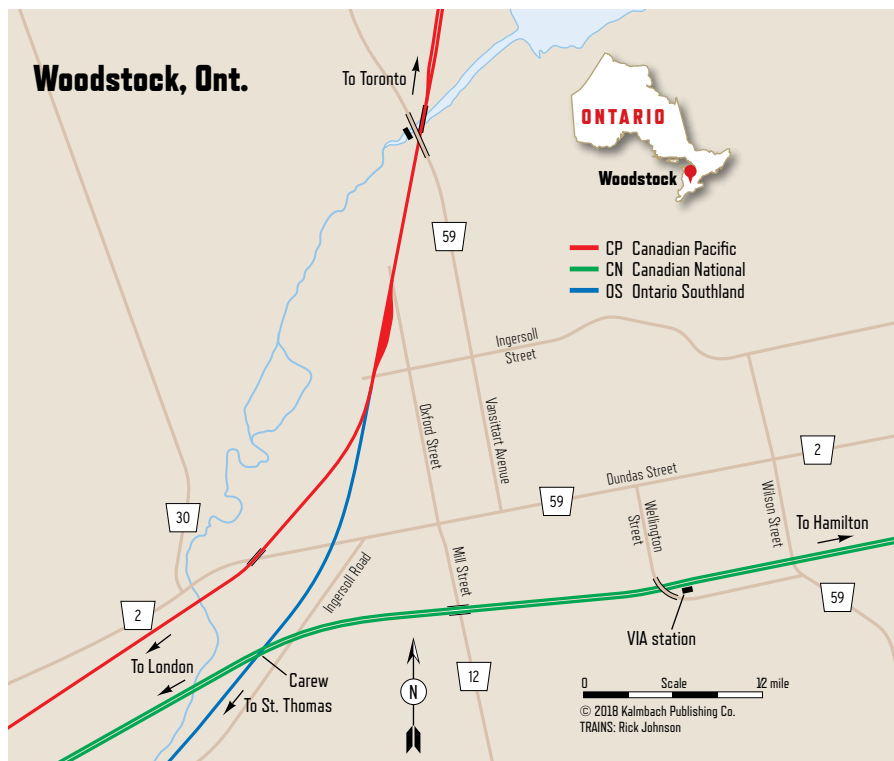 Woodstock, Ont.
To Toronto
ONTARIO
Woodstock
59
CP Canadian Pacific
CN Canadian National
OS Ontario Southland
Ingersoll
Street
Oxford Street
Vansittart Avenue
2
Dundas Street
59
30
Wellington
Street
Wilson Street
To Hamilton
Ingersoll Road
Mill Street
2
59
VIA station
To London
Carew
To St. Thomas
12
N
0 Scale 1⁄2 mile
© 2018 Kalmbach Publishing Co.
TRAINS: Rick Johnson